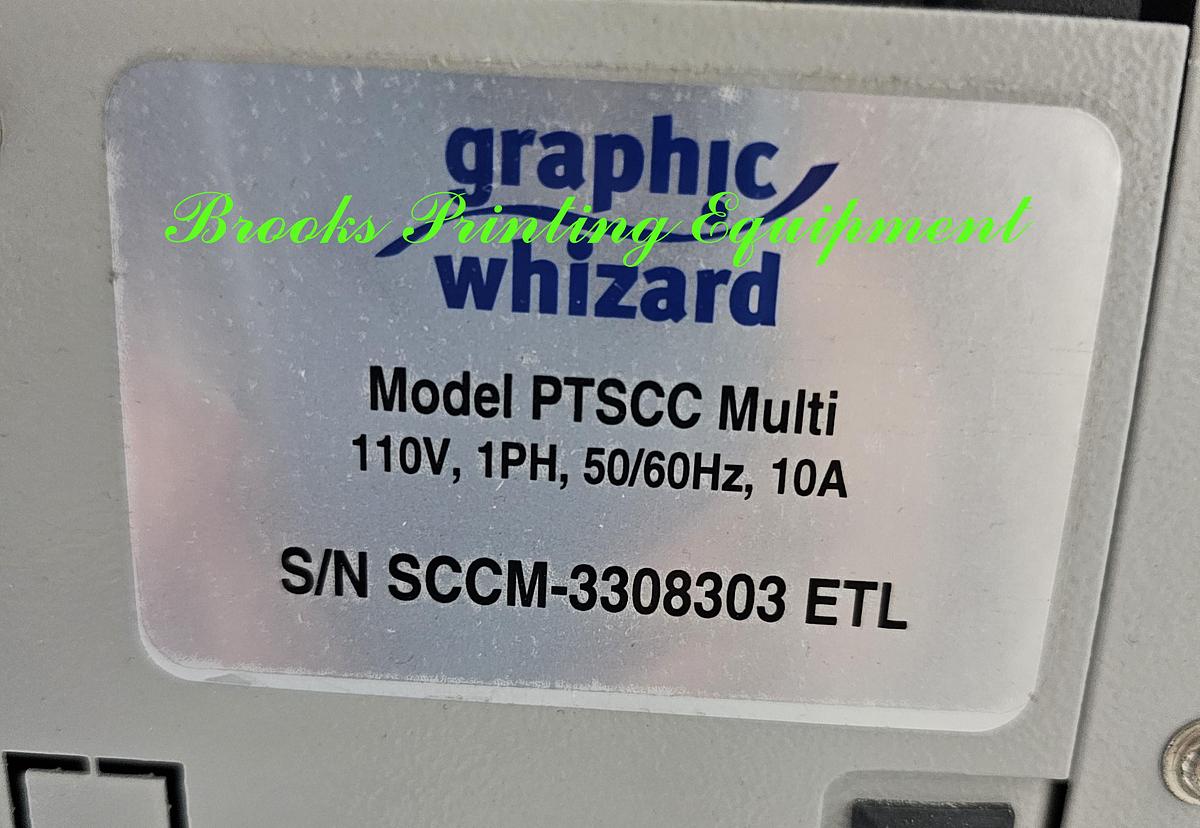 graphic
Brooks Printing Equipment
whizard
Model PTSCC Multi
110V, 1PH, 50/60Hz, 10A
S/N SCCM-3308303 ETL